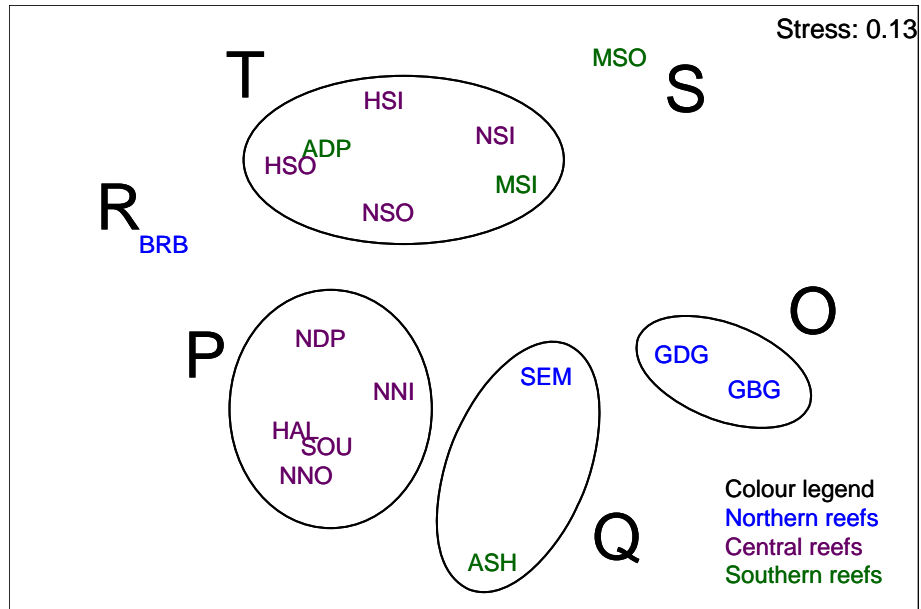 Stress: 0.13
MSO
T
S
HSI
NSI
ADP
HSO
MSI
NSO
R
BRB
O
P
NDP
GDG
SEM
GBG
NNI
HAL
SOU
NNO
Q
ASH
Colour legend
Northern reefs
Central reefs
Southern reefs